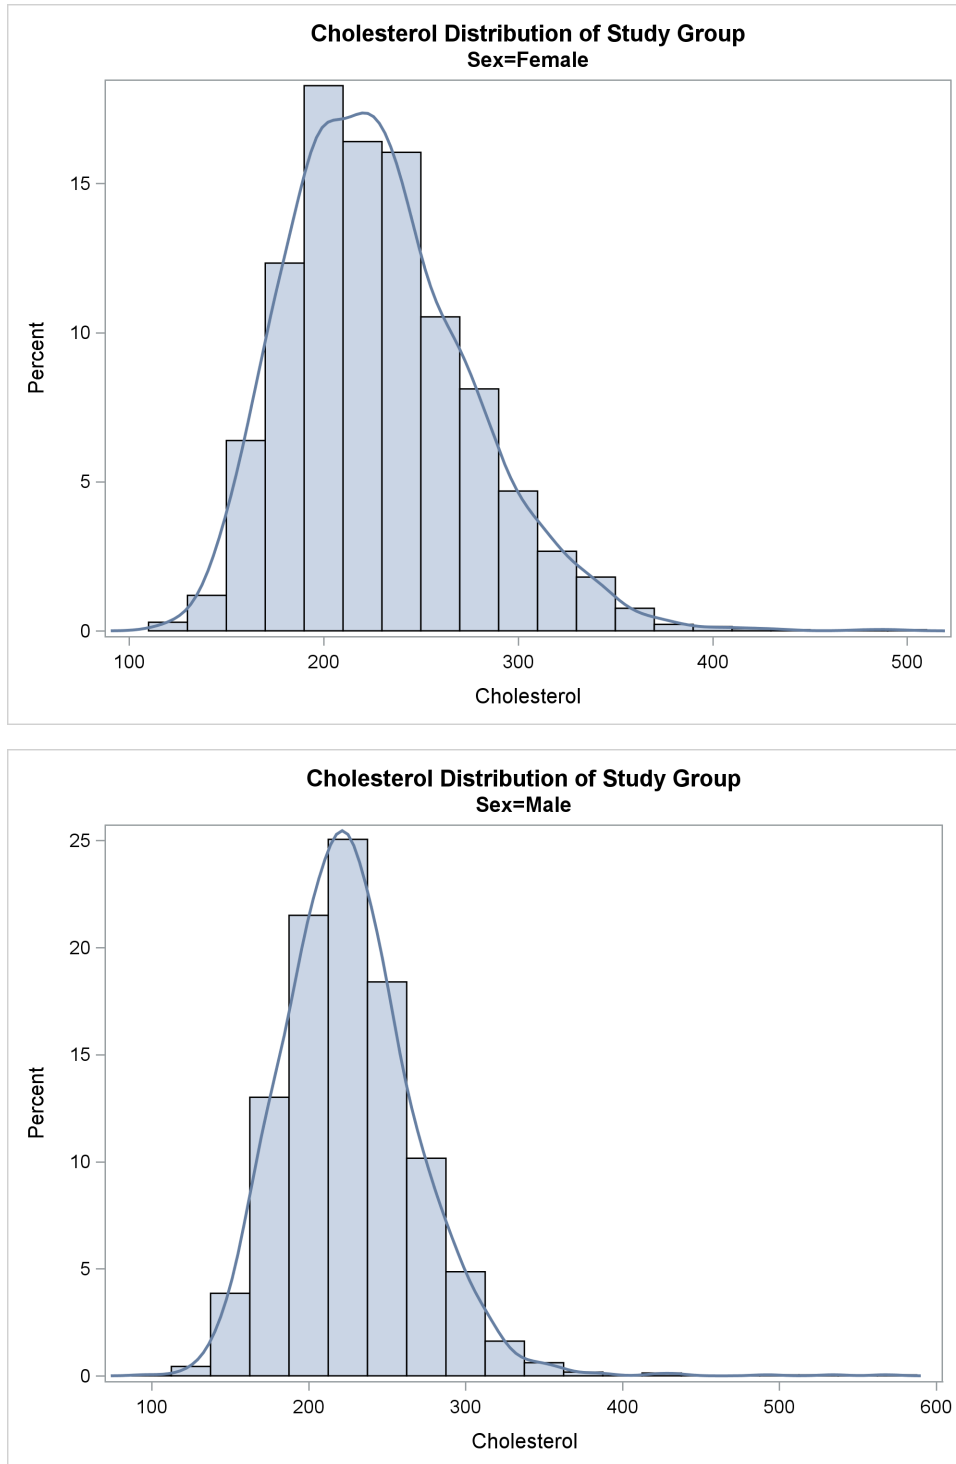 Cholesterol Distribution of Study Group
Sex=Female
15
10
5
0
Percent
100 200 300 400 500
Cholesterol
Cholesterol Distribution of Study Group
Sex=Male
25
20
15
10
5
0
Percent
100 200 300 400 500 600
Cholesterol